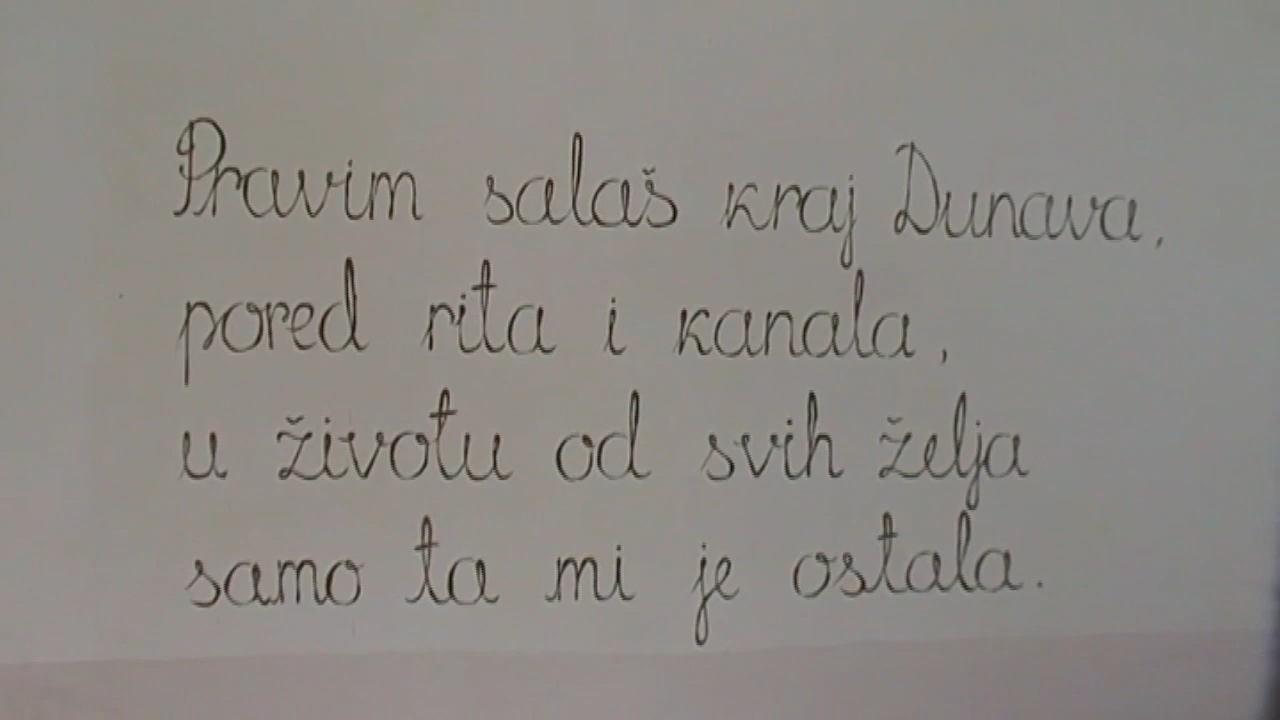 Pravim salaš kraj Dunava,
pored rita i kanala,
u životu od svih želja
samo ta mi je ostala.